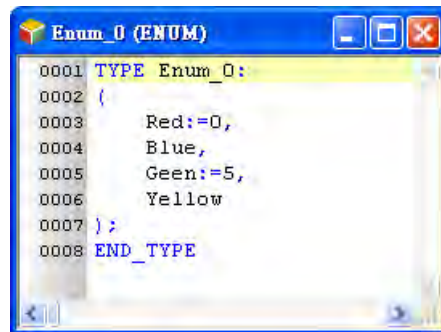 Enum_0 (ENUM)
0001 TYPE Enum_0:
0002 (
0003 Red:=0,
0004 Blue,
0005 Geen:=5,
0006 Yellow
0007 );
0008 END_TYPE